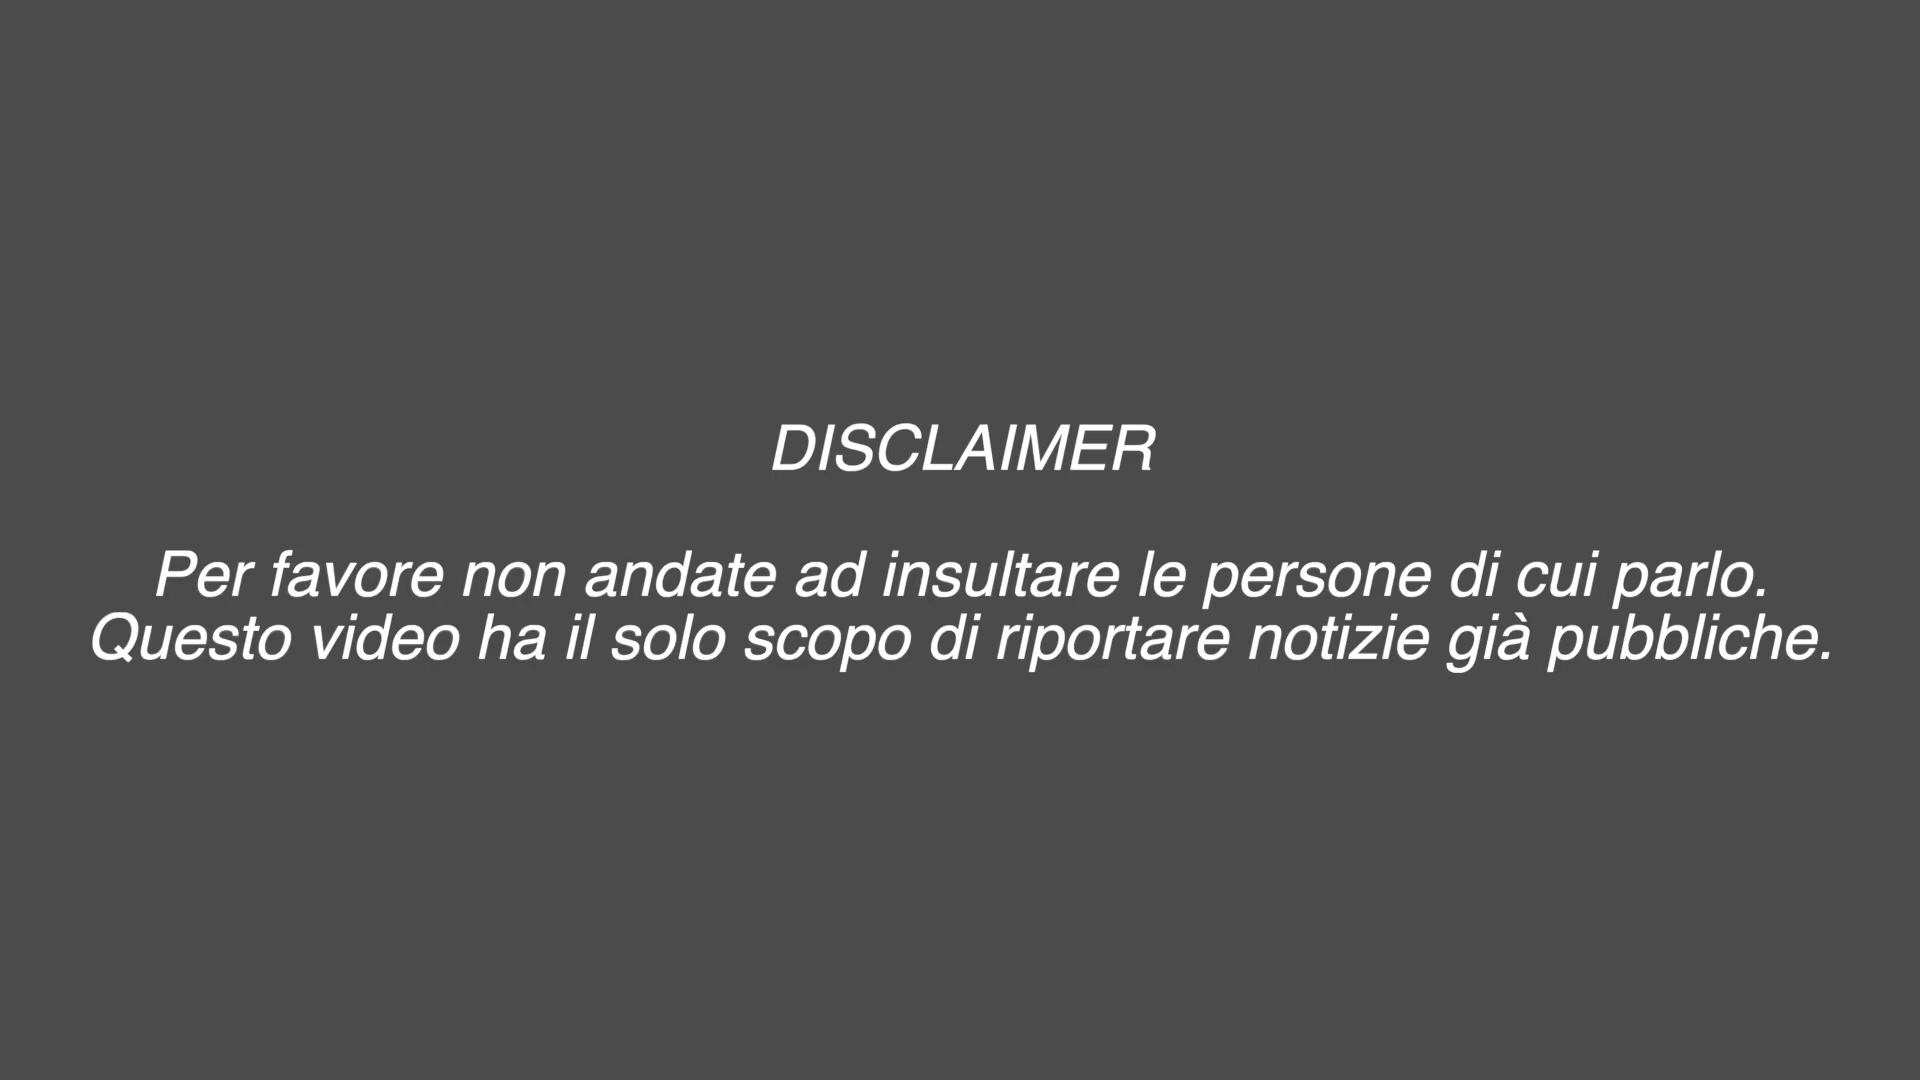 DISCLAIMER
Per favore non andate ad insultare le persone di cui parlo.
Questo video ha il solo scopo di riportare notizie già pubbliche.